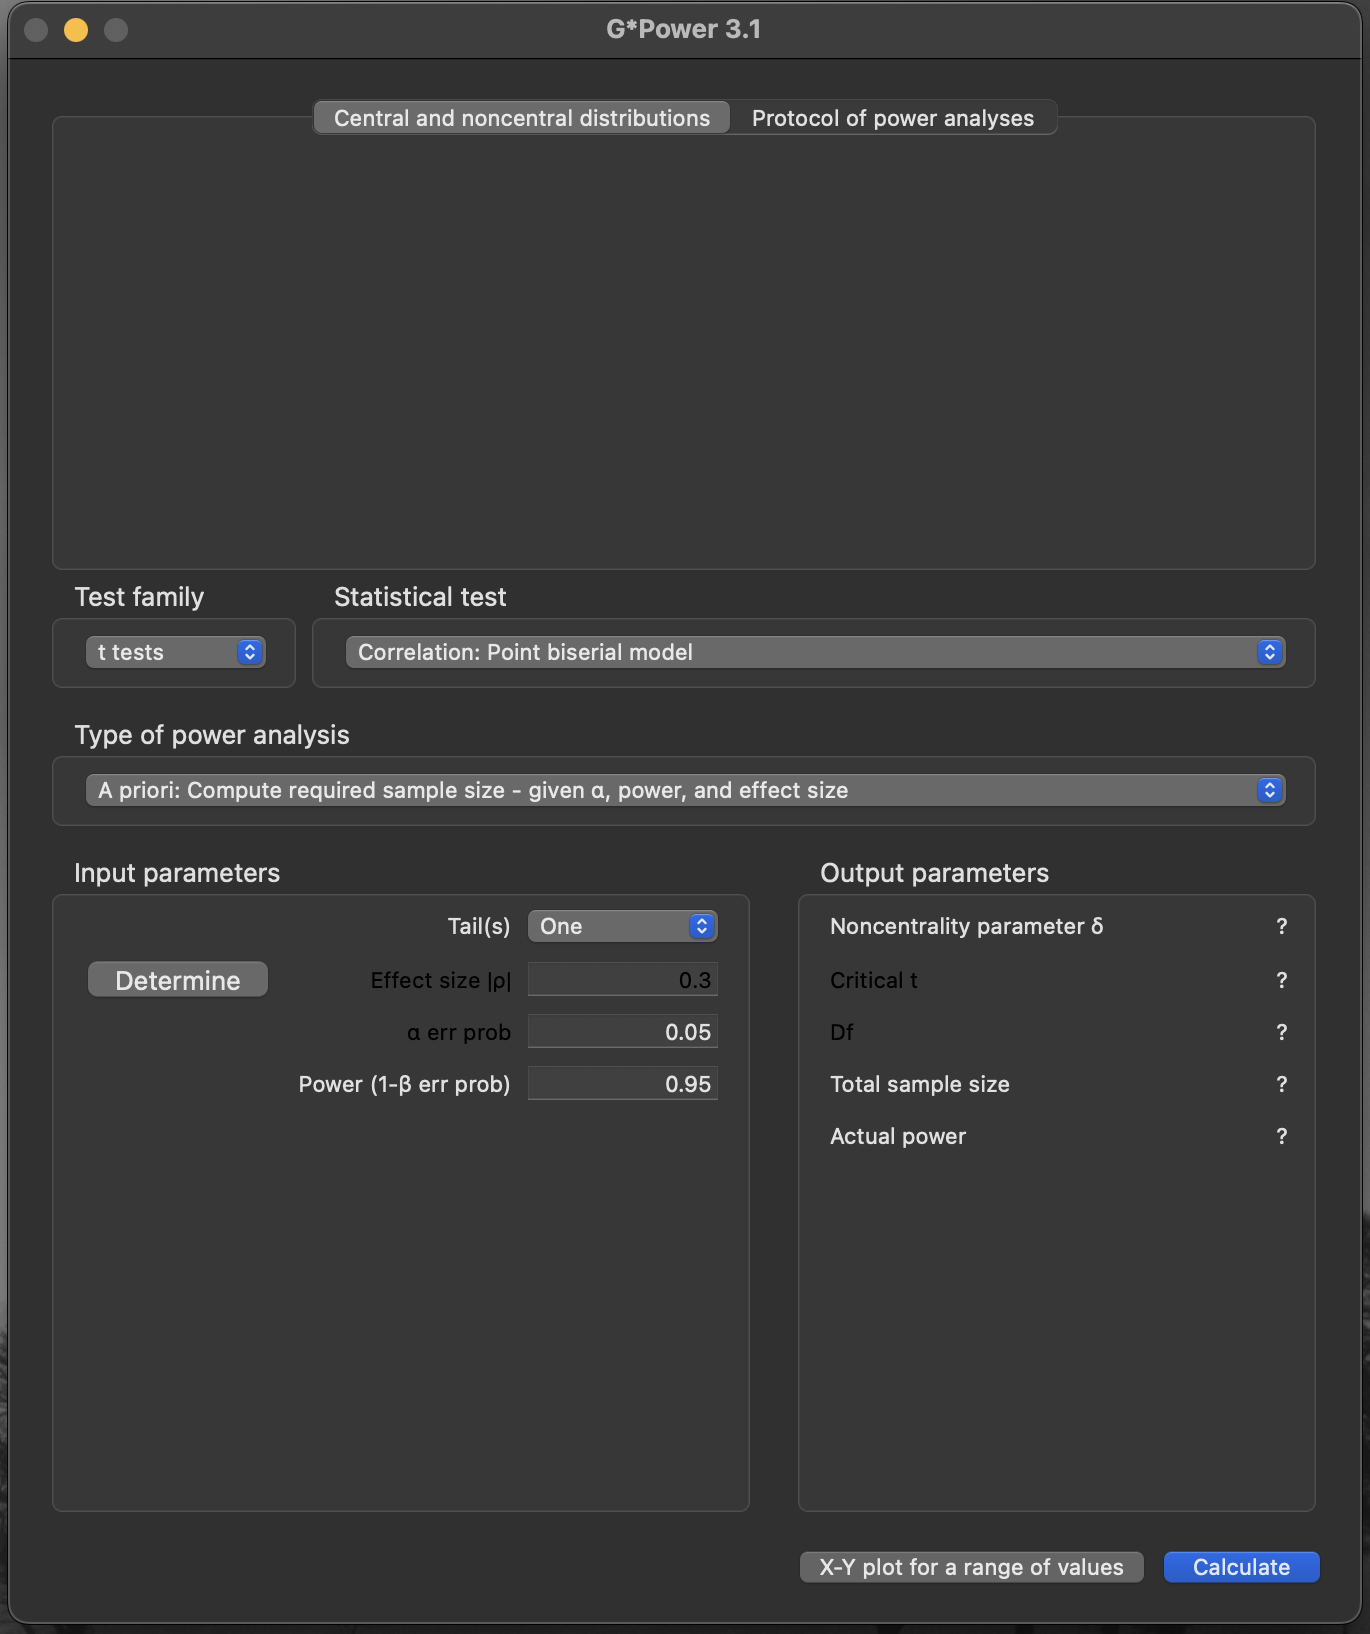 G*Power 3.1
Central and noncentral distributions Protocol of power analyses
Test family Statistical test
t tests Correlation: Point biserial model
Type of power analysis
A priori: Compute required sample size - given α, power, and effect size
Input parameters Output parameters
Tail(s) One Noncentrality parameter δ ?
Determine Effect size |ρ| 0.3 Critical t ?
α err prob 0.05 Df ?
Power (1-β err prob) 0.95 Total sample size ?
Actual power ?
X-Y plot for a range of values Calculate